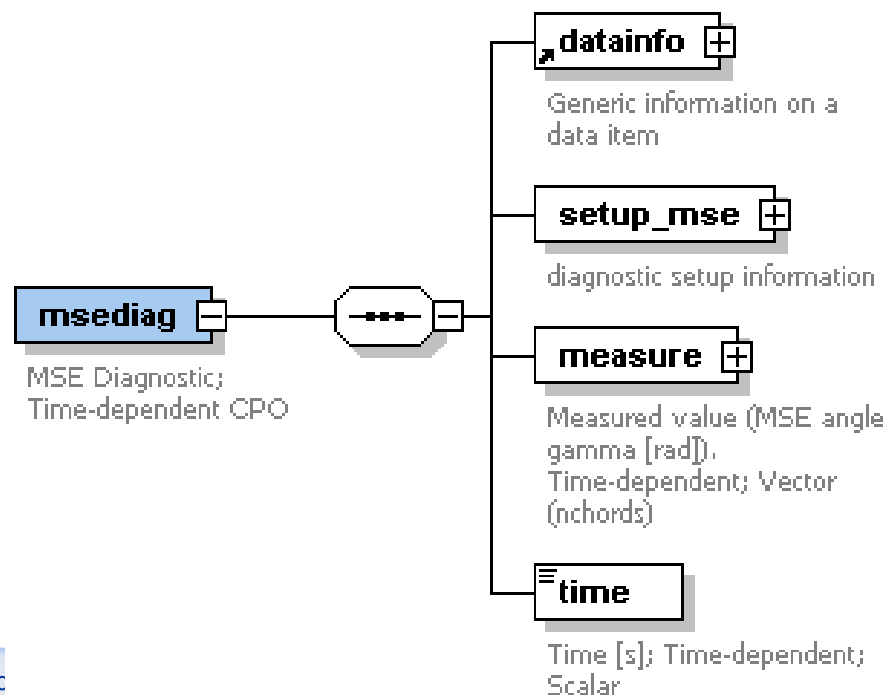 datainfo
Generic information on a
data item
setup_mse
diagnostic setup information
msediag
MSE Diagnostic;
Time-dependent CPO
measure
Measured value (MSE angle
gamma [rad]).
Time-dependent; Vector
(nchords)
time
Time [s]; Time-dependent;
Scalar